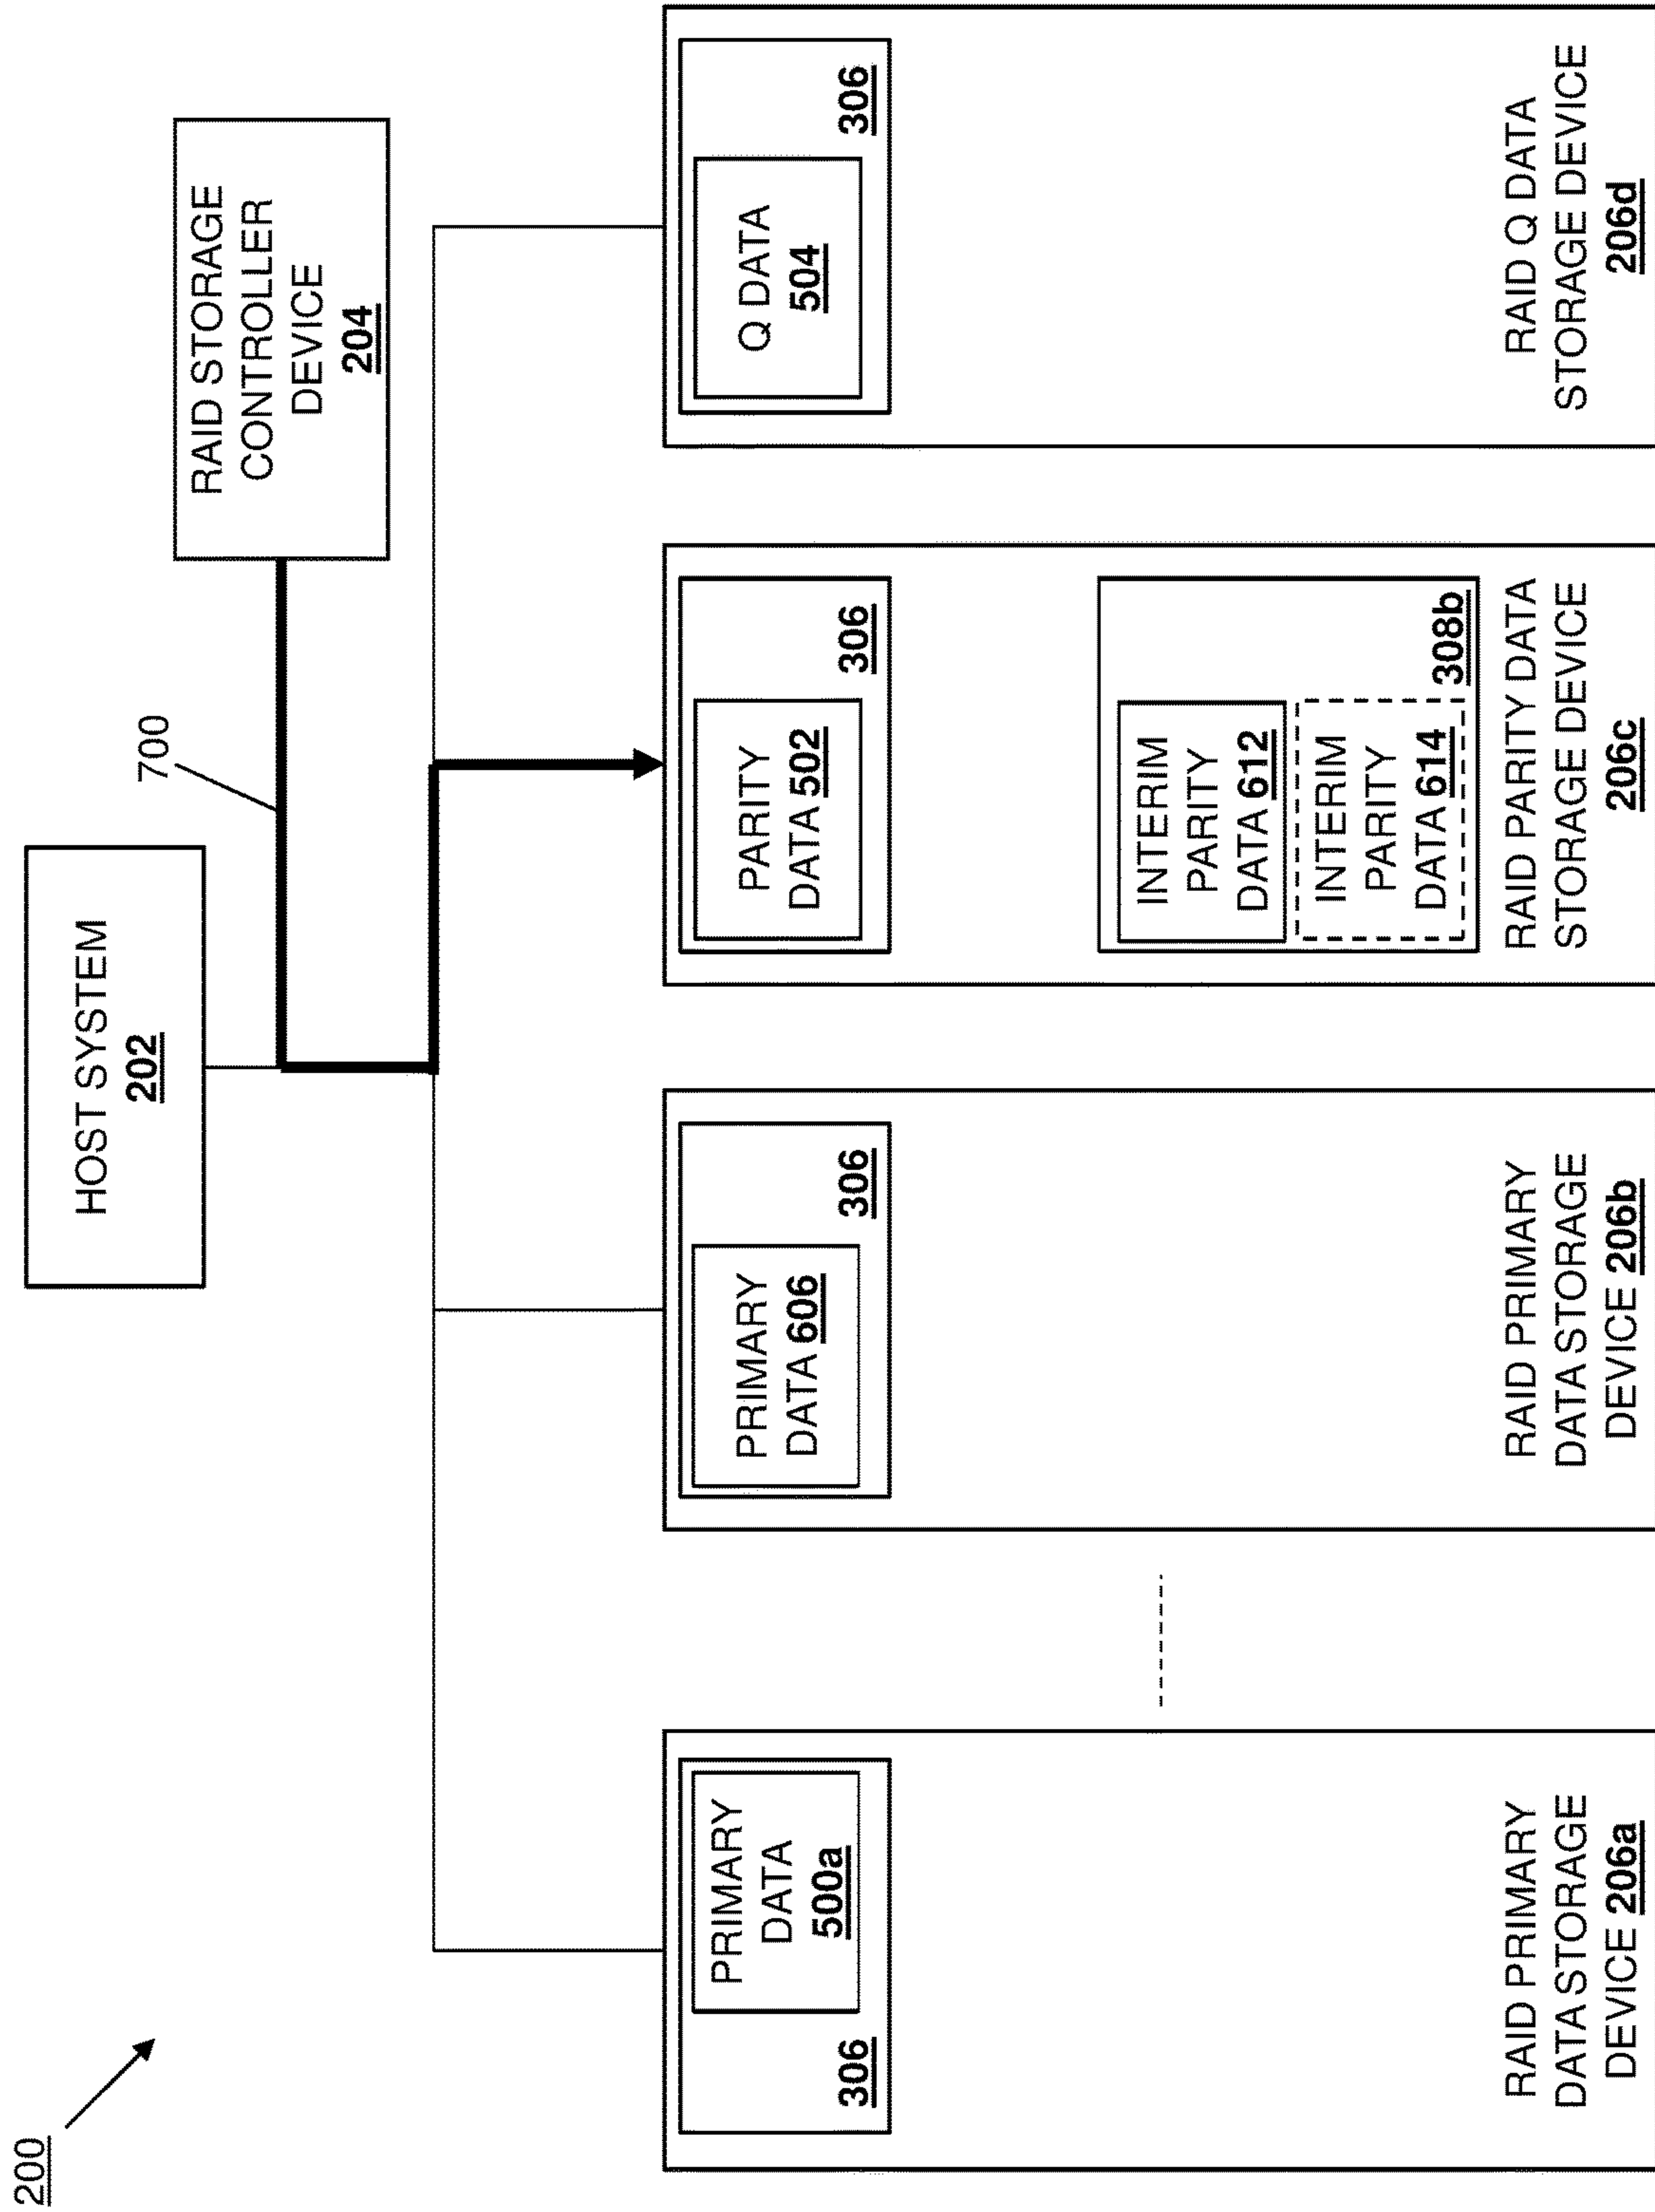 200
HOST SYSTEM
202
700
RAID STORAGE
CONTROLLER
DEVICE
204
PRIMARY
DATA
500a
306
RAID PRIMARY
DATA STORAGE
DEVICE 206a
PRIMARY
DATA 606
306
RAID PRIMARY
DATA STORAGE
DEVICE 206b
PARITY
DATA 502
306
INTERIM
PARITY
DATA 612
INTERIM
PARITY
DATA 614
308b
RAID PARITY DATA
STORAGE DEVICE
206c
Q DATA
504
306
RAID Q DATA
STORAGE DEVICE
206d